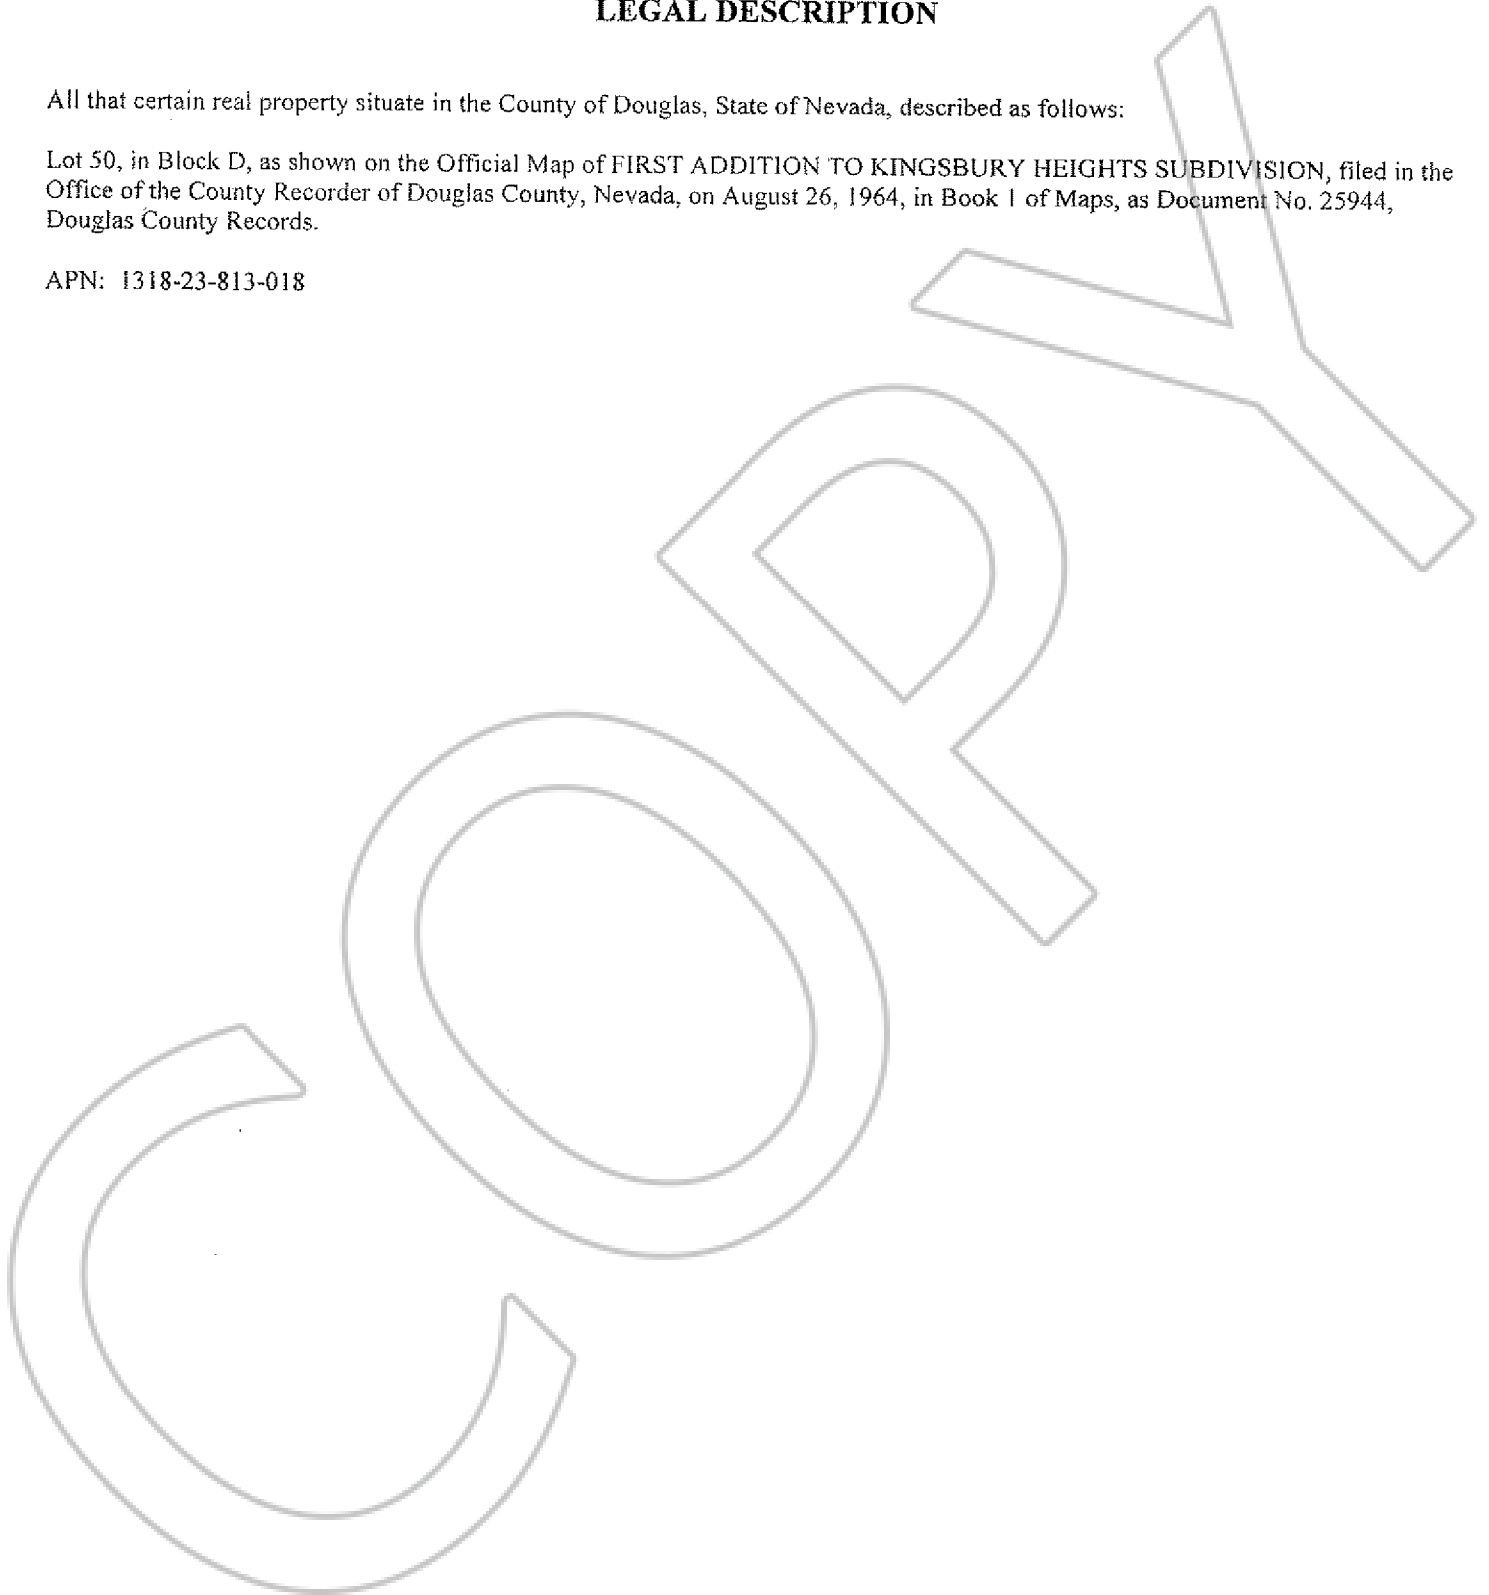 LEGAL DESCRIPTION
All that certain real property situate in the County of Douglas, State of Nevada, described as follows:
Lot 50, in Block D, as shown on the Official Map of FIRST ADDITION TO KINGSBURY HEIGHTS SUBDIVISION, filed in the
Office of the County Recorder of Douglas County, Nevada, on August 26, 1964, in Book 1 of Maps, as Document No. 25944,
Douglas County Records.
APN: 1318-23-813-018
COPY